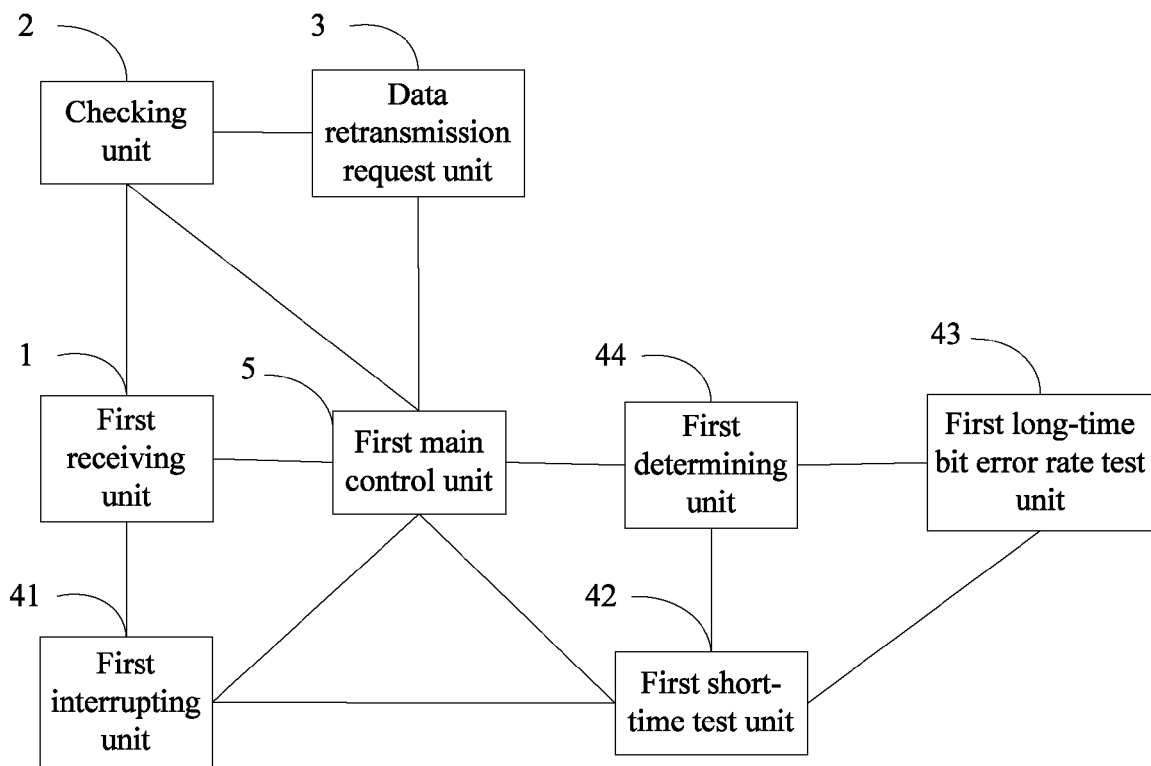 2
3
Checking
unit
Data
retransmission
request unit
1
5
44
43
First
receiving
unit
First main
control unit
First
determining
unit
First long-time
bit error rate test
unit
41
42
First
interrupting
unit
First short-
time test unit